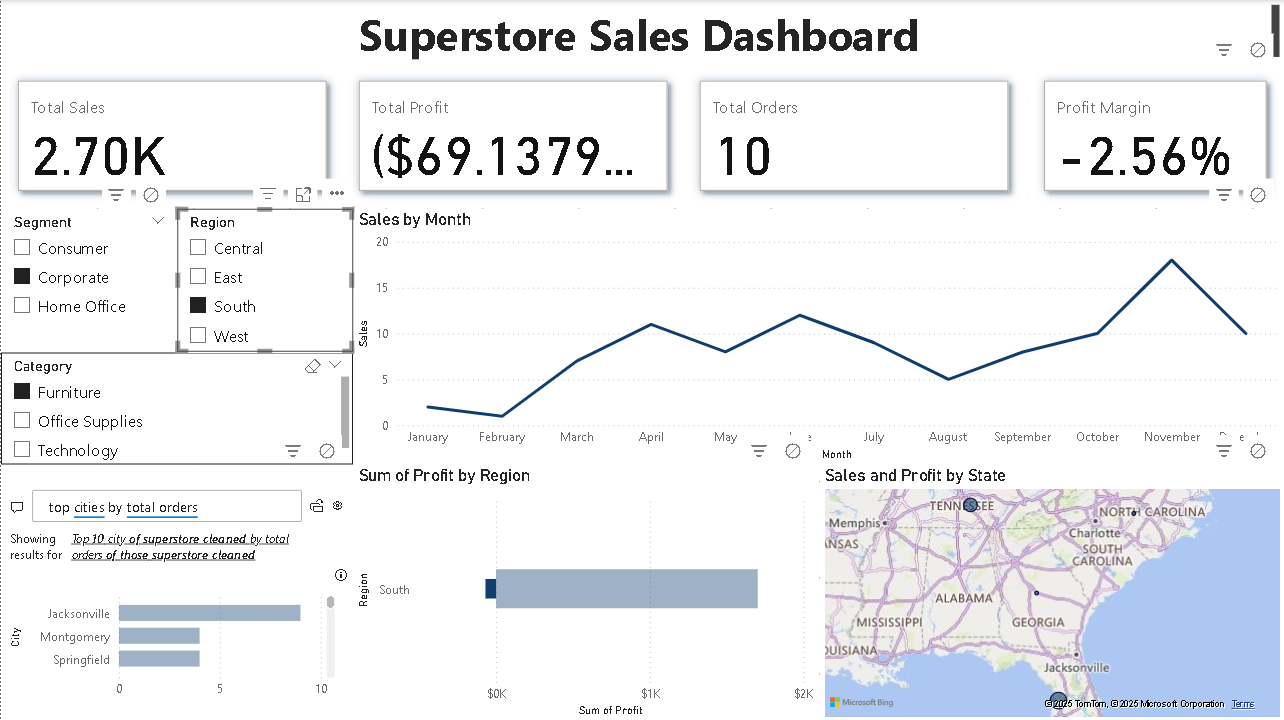 Superstore Sales Dashboard
Total Sales
2.70K
Total Profit
($69.1379...
Total Orders
10
Profit Margin
-2.56%
Segment
Consumer
Corporate
Home Office
Region
Central
East
South
West
Category
Furniture
Office Supplies
Technology
Sales by Month
Sales
20
15
10
5
0
January February March April May July August September October November
Month
top cities by total orders
Showing results for
Top 10 city of superstore cleaned by total
orders of those superstore cleaned
City
Jacksonville
Montgomery
Springfield
0 5 10
Sum of Profit by Region
Region
South
$0K $1K $2K
Sum of Profit
Sales and Profit by State
TENNESSEE
NORTH CAROLINA
Memphis
Charlotte
SOUTH
CAROLINA
ALABAMA
MISSISSIPPI
GEORGIA
Jacksonville
Microsoft Bing
© 2025 TomTom, © 2025 Microsoft Corporation Terms